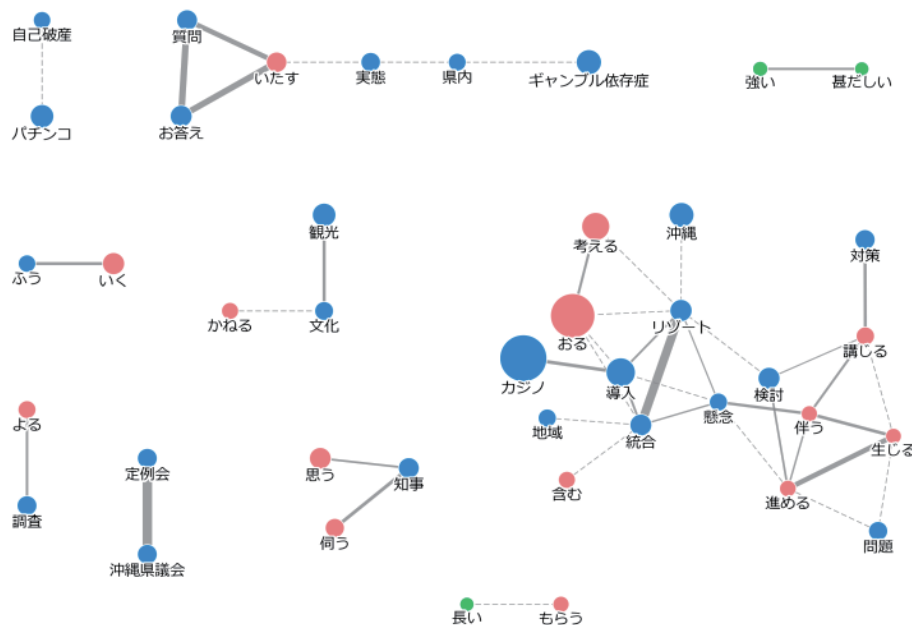 自己破産
質問
いたす
実態
県内
ギャンブル依存症
強い
甚だしい
パチンコ
お答え
観光
沖縄
考える
対策
ふう
いく
かねる
文化
おる
リゾート
講じる
カジノ
導入
検討
懸念
伴う
よる
地域
統合
生じる
定例会
思う
知事
含む
進める
調査
伺う
問題
沖縄県議会
長い
もらう